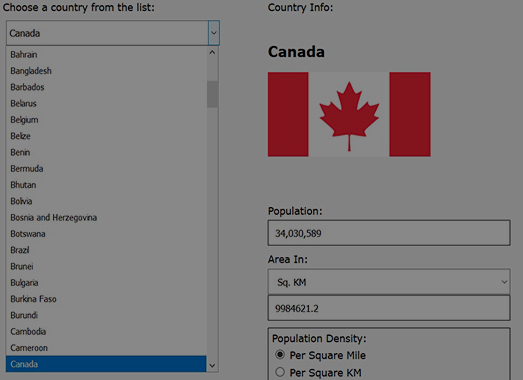 Choose a country from the list:
Canada
Bahrain
Bangladesh
Barbados
Belarus
Belgium
Belize
Benin
Bermuda
Bhutan
Bolivia
Bosnia and Herzegovina
Botswana
Brazil
Brunei
Bulgaria
Burkina Faso
Burundi
Cambodia
Cameroon
Canada
Country Info:
Canada
Population:
34,030,589
Area In:
Sq. KM
9984621.2
Population Density:
Per Square Mile
Per Square KM